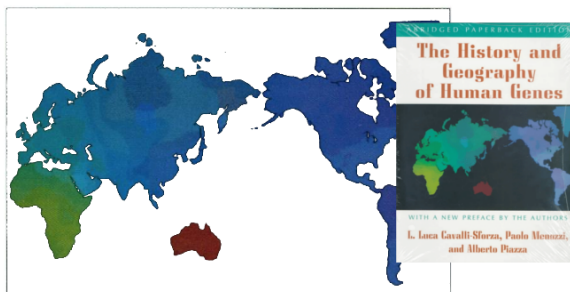 ABRIDGED PAPERBACK EDITION
The History and
Geography
of Human Genes
WITH A NEW PREFACE BY THE AUTHORS
L. Luca Cavalli-Sforza, Paolo Menozzi,
and Alberto Piazza